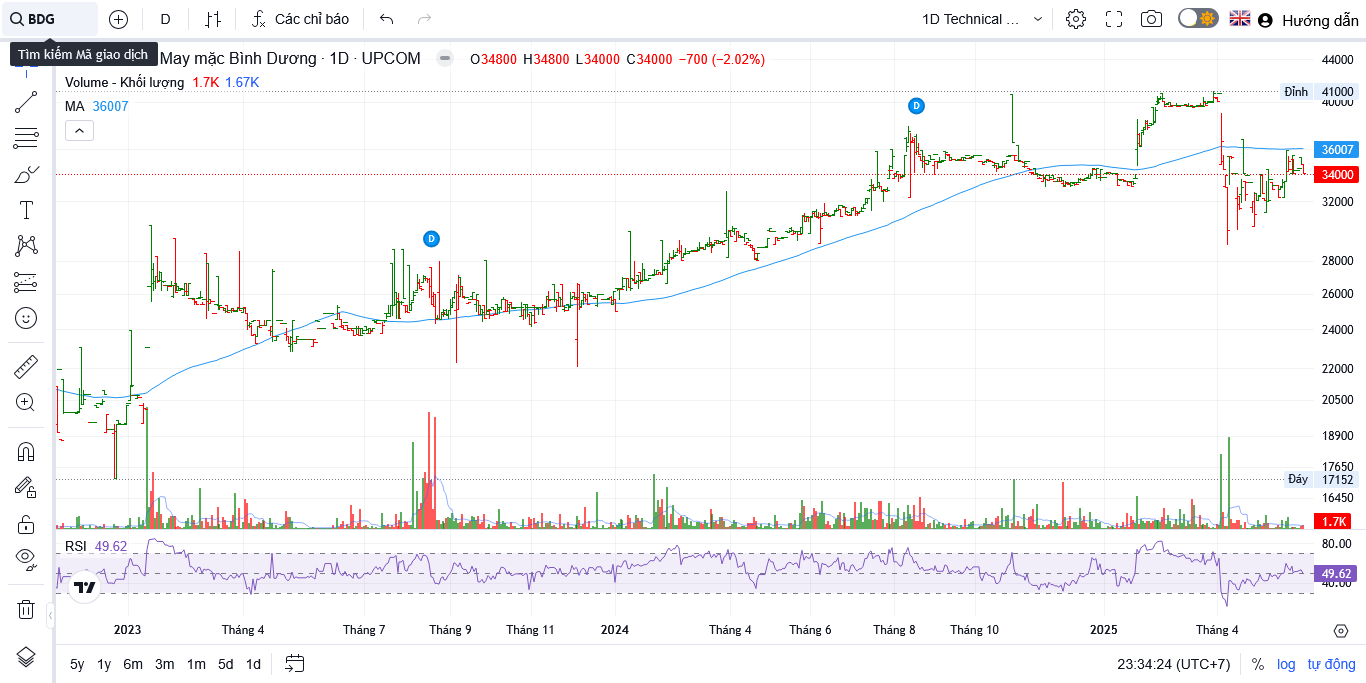 BDG
D
Các chỉ báo
1D Technical ...
Hướng dẫn
Tìm kiếm Mã giao dịch
May mặc Bình Dương · 1D · UPCOM
O34800 H34800 L34000 C34000 −700 (−2.02%)
Volume - Khối lượng 1.7K 1.67K
MA 36007
44000
Đỉnh 41000
40000
D
36007
34000
32000
D
28000
26000
24000
22000
20500
18900
17650
Đáy 17152
16450
1.7K
RSI 49.62
80.00
49.62
40.00
2023 Tháng 4 Tháng 7 Tháng 9 Tháng 11 2024 Tháng 4 Tháng 6 Tháng 8 Tháng 10 2025 Tháng 4
5y 1y 6m 3m 1m 5d 1d
23:34:24 (UTC+7) % log tự động